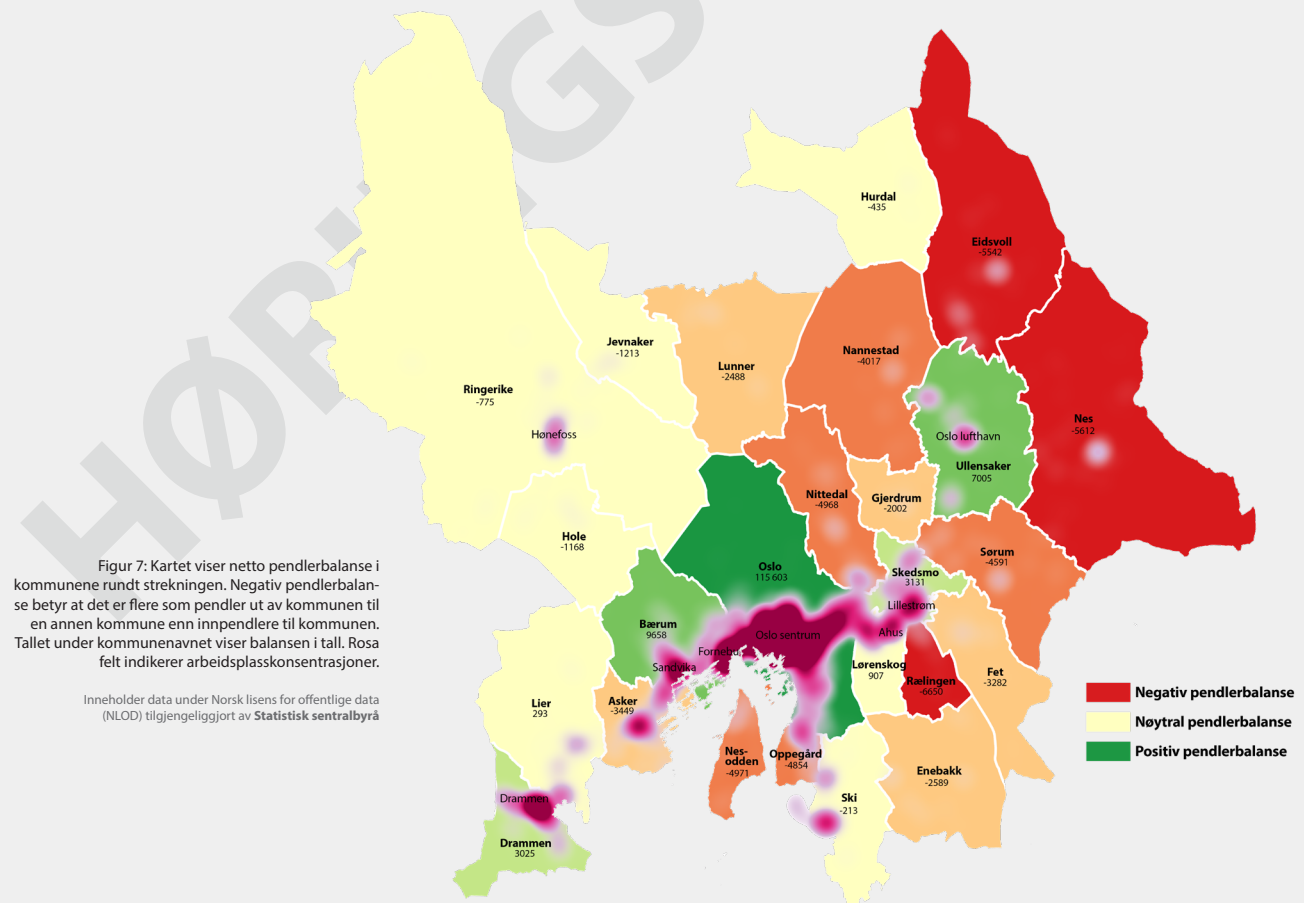 HØRINGS
Hurdal
-435
Eidsvoll
-5542
Jevnaker
-1213
Lunner
-2488
Nannestad
-4017
Ringerike
-775
Hønefoss
Nes
-5612
Oslo lufthavn
Ullensaker
7005
Nittedal
-4968
Gjerdrum
-2002
Hole
-1168
Sørum
-4591
Oslo
115 603
Skedsmo
3131
Lillestrøm
Bærum
9658
Oslo sentrum
Ahus
Fornebu
Sandvika
Lørenskog
907
Rælingen
-6650
Fet
-3282
Lier
293
Asker
-3449
Nes-
odden
-4971
Oppegård
-4854
Enebakk
-2589
Ski
-213
Drammen
Drammen
3025
Figur 7: Kartet viser netto pendlerbalanse i
kommunene rundt strekningen. Negativ pendlerbalan-
se betyr at det er flere som pendler ut av kommunen til
en annen kommune enn innpendlere til kommunen.
Tallet under kommunenavnet viser balansen i tall. Rosa
felt indikerer arbeidsplasskonsentrasjoner.
Inneholder data under Norsk lisens for offentlige data
(NLOD) tilgjengeliggjort av Statistisk sentralbyrå
Negativ pendlerbalanse
Nøytral pendlerbalanse
Positiv pendlerbalanse